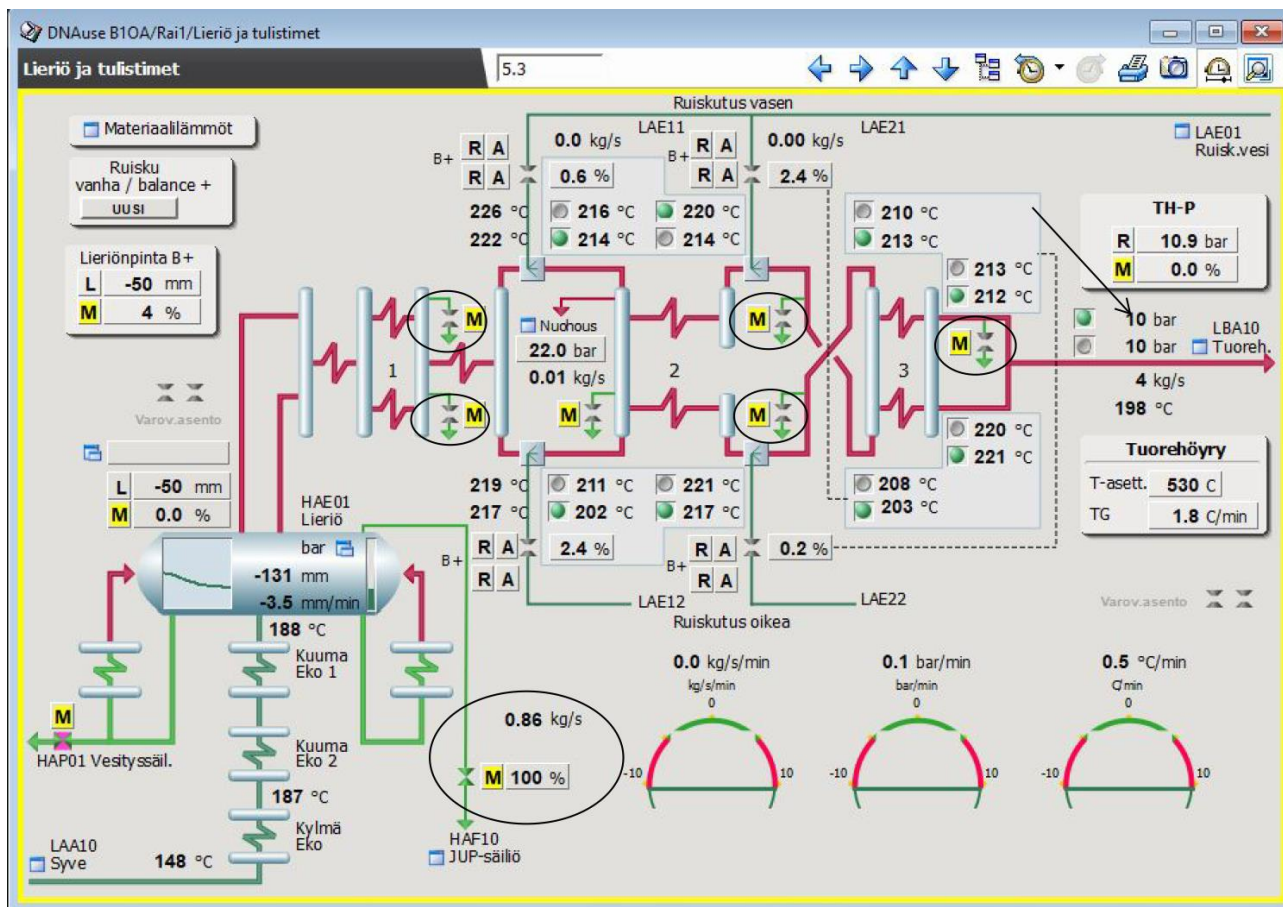 DNAuse B1OA/Rai1/Lieriö ja tulistimet
Lieriö ja tulistimet
5.3
Ruiskutus vasen
Materiaalilämmöt
Ruisku
vanha / balance +
UUSI
Lieriönpinta B+
L -50 mm
M 4 %
B+ R A
R A
LAE11
0.0 kg/s
0.6 %
226 °C
222 °C
216 °C
214 °C
220 °C
214 °C
B+ R A
R A
LAE21
0.00 kg/s
2.4 %
LAE01
Ruisk.vesi
210 °C
213 °C
213 °C
212 °C
TH-P
R 10.9 bar
M 0.0 %
10 bar
10 bar
LBA10
Tuoreh.
4 kg/s
198 °C
M
M
1
Nuohous
22.0 bar
0.01 kg/s
M
2
M
M
3
M
Varov.asento
L -50 mm
M 0.0 %
219 °C
217 °C
211 °C
202 °C
221 °C
217 °C
220 °C
221 °C
208 °C
203 °C
Tuorehöyry
T-asett. 530 C
TG 1.8 C/min
B+ R A
R A
2.4 %
B+ R A
R A
0.2 %
LAE12
LAE22
Ruiskutus oikea
Varov.asento
HAE01
Lieriö
bar
-131 mm
-3.5 mm/min
188 °C
Kuuma
Eko 1
Kuuma
Eko 2
187 °C
Kylmä
Eko
M
HAP01 Vesityssäil.
LAA10
Syve
148 °C
0.86 kg/s
M 100 %
HAF10
JUP-säiliö
0.0 kg/s/min
kg/s/min
0
-10
10
0.1 bar/min
bar/min
0
-10
10
0.5 °C/min
C/min
0
-10
10